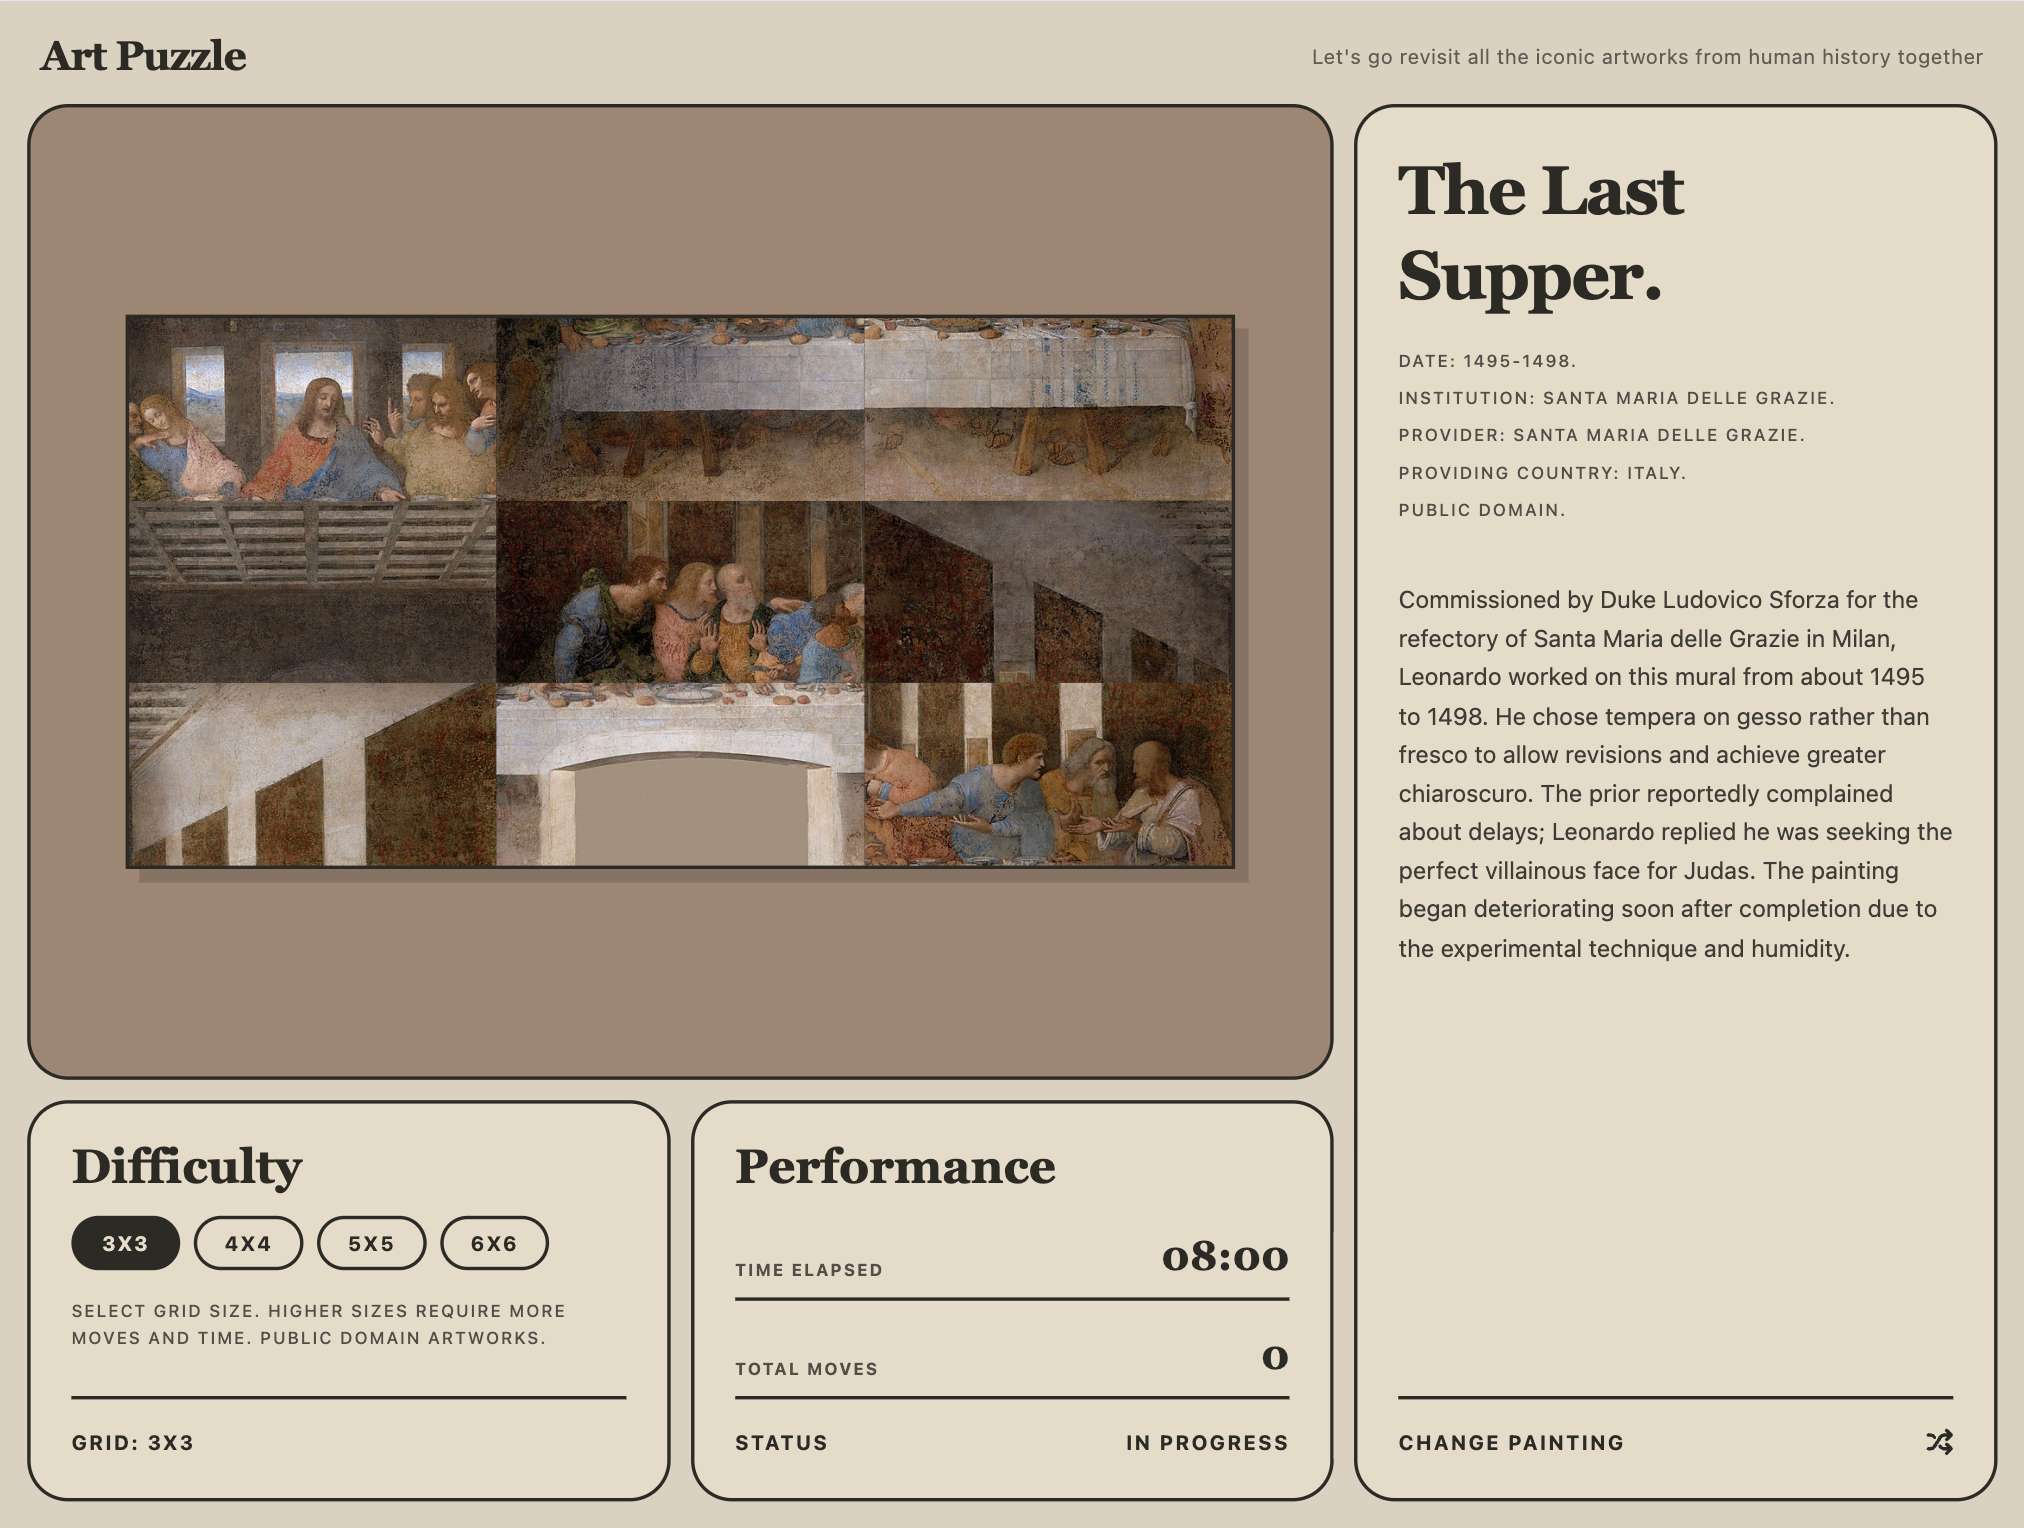 Art Puzzle
Let's go revisit all the iconic artworks from human history together
The Last
Supper.
DATE: 1495-1498.
INSTITUTION: SANTA MARIA DELLE GRAZIE.
PROVIDER: SANTA MARIA DELLE GRAZIE.
PROVIDING COUNTRY: ITALY.
PUBLIC DOMAIN.
Commissioned by Duke Ludovico Sforza for the
refectory of Santa Maria delle Grazie in Milan,
Leonardo worked on this mural from about 1495
to 1498. He chose tempera on gesso rather than
fresco to allow revisions and achieve greater
chiaroscuro. The prior reportedly complained
about delays; Leonardo replied he was seeking the
perfect villainous face for Judas. The painting
began deteriorating soon after completion due to
the experimental technique and humidity.
CHANGE PAINTING
Difficulty
3X3 4X4 5X5 6X6
SELECT GRID SIZE. HIGHER SIZES REQUIRE MORE
MOVES AND TIME. PUBLIC DOMAIN ARTWORKS.
GRID: 3X3
Performance
TIME ELAPSED 08:00
TOTAL MOVES 0
STATUS IN PROGRESS